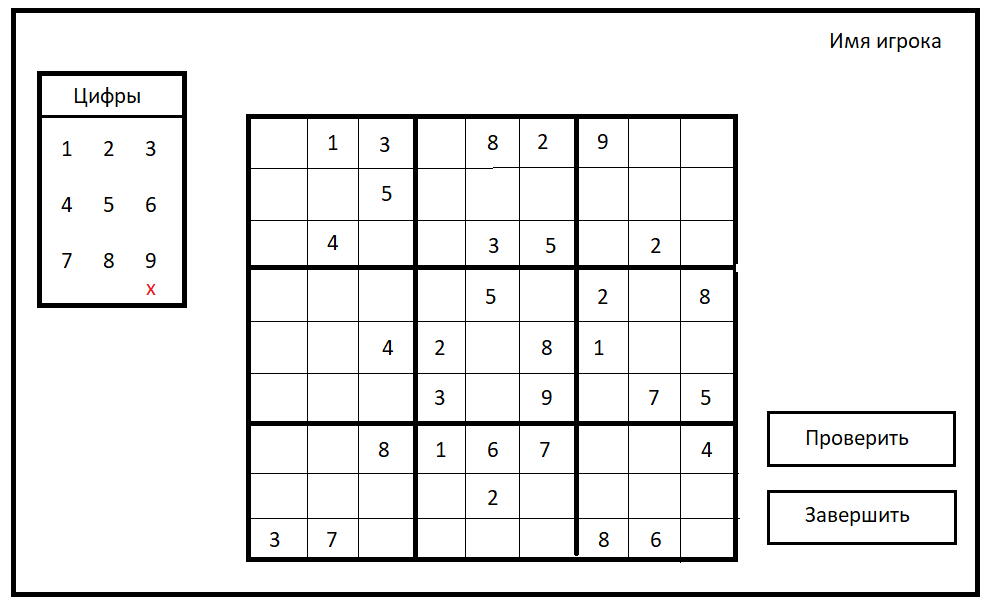 Имя игрока
Цифры
1 2 3
4 5 6
7 8 9
x
1 3 8 2 9
5
4 3 5 2
5 2 8
4 2 8 1
3 9 7 5
8 1 6 7 4
2
3 7 8 6
Проверить
Завершить